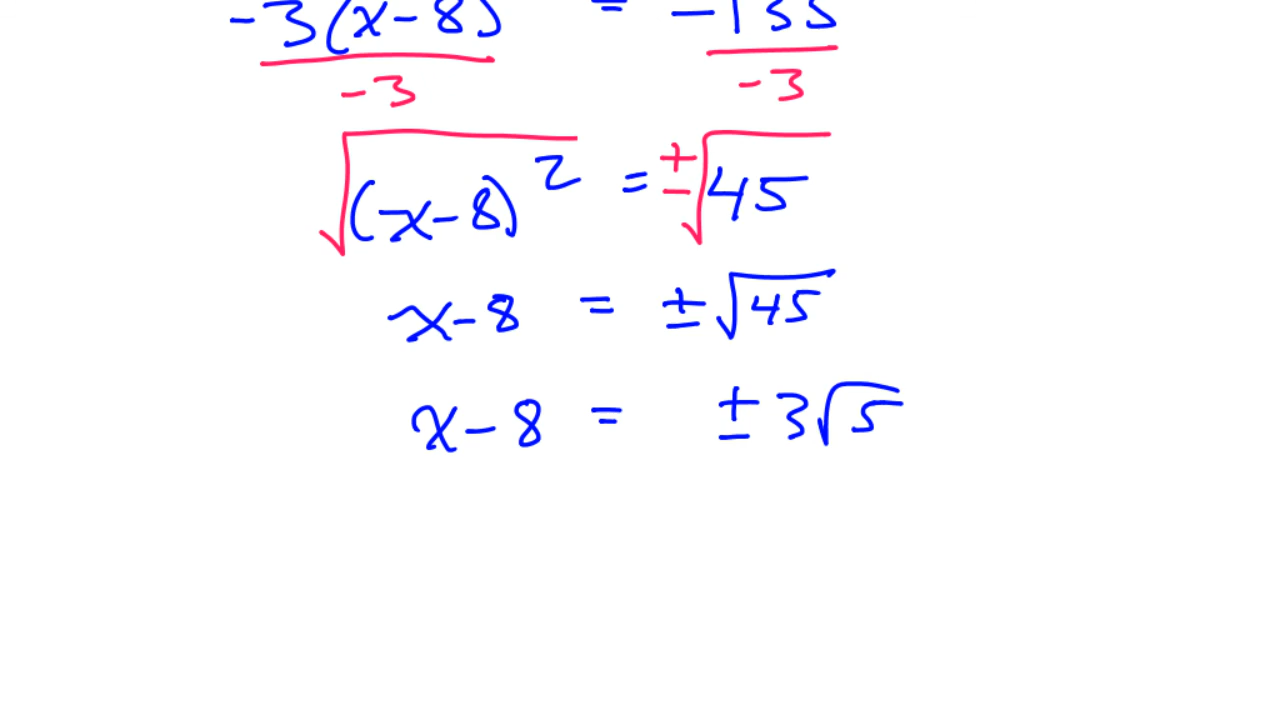 -3(x-8) = -135
-3 -3
√(x-8)² = ±√45
x-8 = ±√45
x-8 = ±3√5